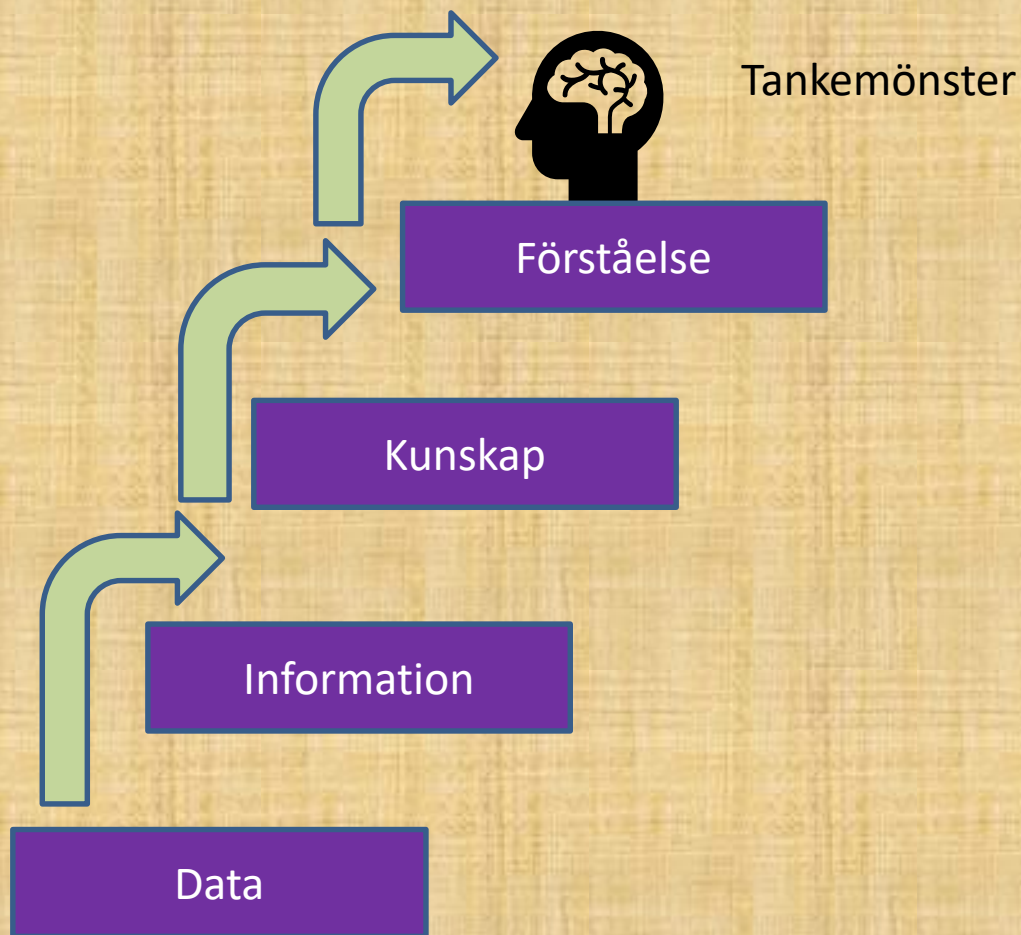 Tankemönster
Förståelse
Kunskap
Information
Data